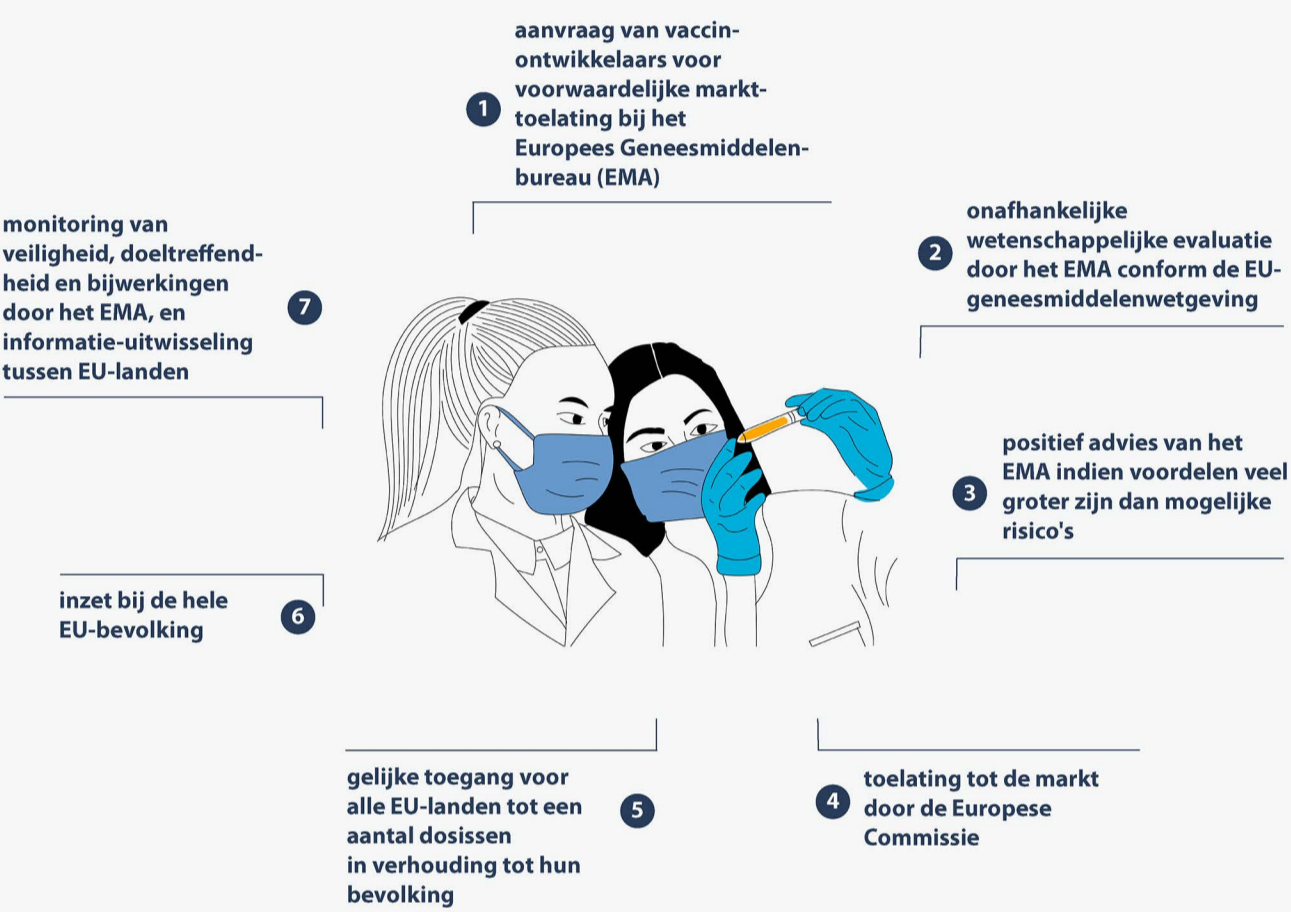 1
aanvraag van vaccin-
ontwikkelaars voor
voorwaardelijke markt-
toelating bij het
Europees Geneesmiddelen-
bureau (EMA)
2
onafhankelijke
wetenschappelijke evaluatie
door het EMA conform de EU-
geneesmiddelenwetgeving
3
positief advies van het
EMA indien voordelen veel
groter zijn dan mogelijke
risico's
4
toelating tot de markt
door de Europese
Commissie
5
gelijke toegang voor
alle EU-landen tot een
aantal dosissen
in verhouding tot hun
bevolking
6
inzet bij de hele
EU-bevolking
7
monitoring van
veiligheid, doeltreffend-
heid en bijwerkingen
door het EMA, en
informatie-uitwisseling
tussen EU-landen